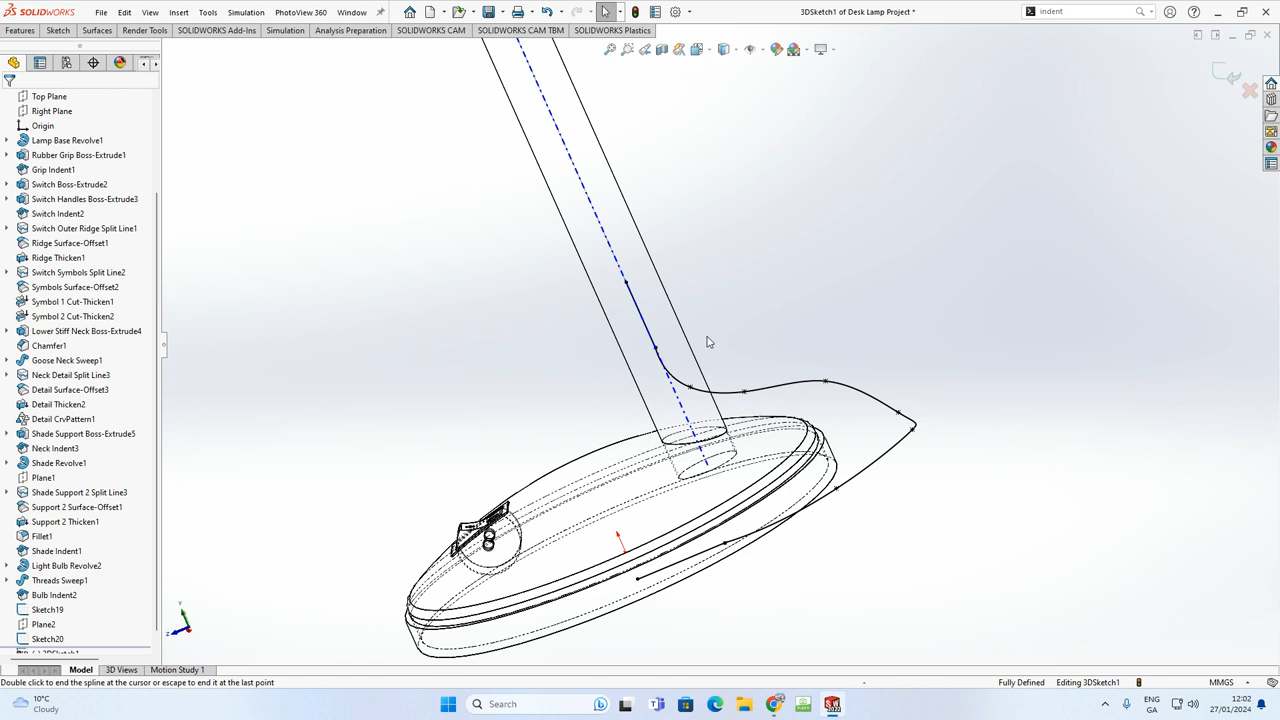 SOLIDWORKS File Edit View Insert Tools Simulation PhotoView 360 Window 3DSketch1 of Desk Lamp Project * indent
Features Sketch Surfaces Render Tools SOLIDWORKS Add-Ins Simulation Analysis Preparation SOLIDWORKS CAM SOLIDWORKS CAM TBM SOLIDWORKS Plastics
Top Plane
Right Plane
Origin
Lamp Base Revolve1
Rubber Grip Boss-Extrude1
Grip Indent1
Switch Boss-Extrude2
Switch Handles Boss-Extrude3
Switch Indent2
Switch Outer Ridge Split Line1
Ridge Surface-Offset1
Ridge Thicken1
Switch Symbols Split Line2
Symbols Surface-Offset2
Symbol 1 Cut-Thicken1
Symbol 2 Cut-Thicken2
Lower Stiff Neck Boss-Extrude4
Chamfer1
Goose Neck Sweep1
Neck Detail Split Line3
Detail Surface-Offset3
Detail Thicken2
Detail CrvPattern1
Shade Support Boss-Extrude5
Neck Indent3
Shade Revolve1
Plane1
Shade Support 2 Split Line3
Support 2 Surface-Offset1
Support 2 Thicken1
Fillet1
Shade Indent1
Light Bulb Revolve2
Threads Sweep1
Bulb Indent2
Sketch19
Plane2
Sketch20
(-) 3DSketch1
Y
Z
Model 3D Views Motion Study 1
Double click to end the spline at the cursor or escape to end it at the last point Fully Defined Editing 3DSketch1 MMGS
10°C
Cloudy
Search
ENG
GA
12:02
27/01/2024